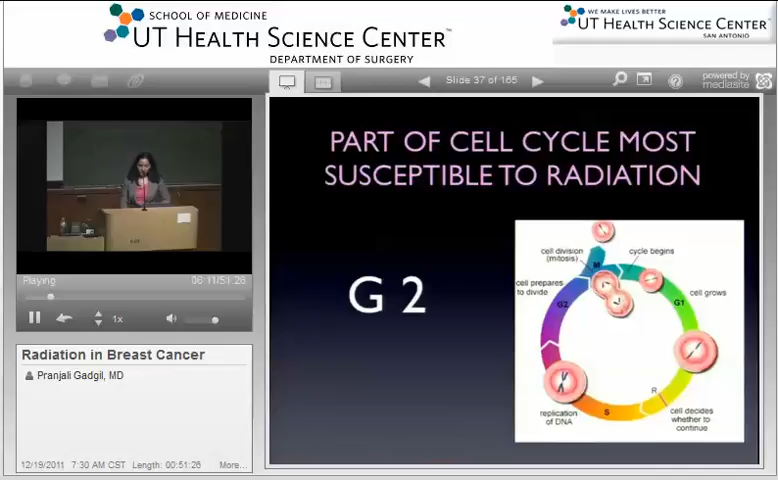 SCHOOL OF MEDICINE
UT HEALTH SCIENCE CENTER™
DEPARTMENT OF SURGERY
WE MAKE LIVES BETTER
UT HEALTH SCIENCE CENTER™
SAN ANTONIO
Slide 37 of 165
powered by
mediasite
PART OF CELL CYCLE MOST
SUSCEPTIBLE TO RADIATION
G 2
cell division
(mitosis)
cycle begins
M
cell prepares
to divide
G2
G1
cell grows
R
S
replication
of DNA
cell decides
whether to
continue
Playing
06:11/51:26
1x
Radiation in Breast Cancer
Pranjali Gadgil, MD
12/19/2011 7:30 AM CST Length: 00:51:26 More...